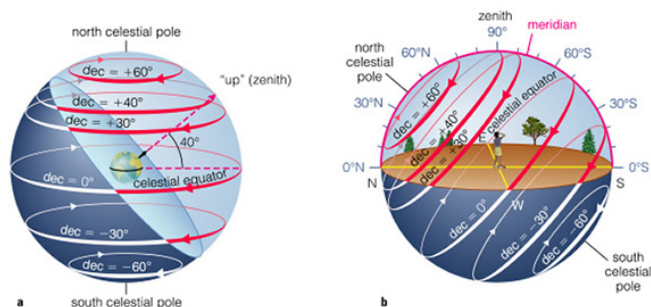 north celestial pole
dec = +60°
"up" (zenith)
dec = +40°
dec = +30°
40°
dec = 0°
celestial equator
dec = −30°
dec = −60°
south celestial pole
a
zenith
90°
meridian
60°N
60°S
north
celestial
pole
30°N
30°S
dec = +60°
dec = +40°
dec = +30°
E
celestial equator
0°N
0°S
N
S
W
dec = 0°
dec = −30°
dec = −60°
south
celestial
pole
b